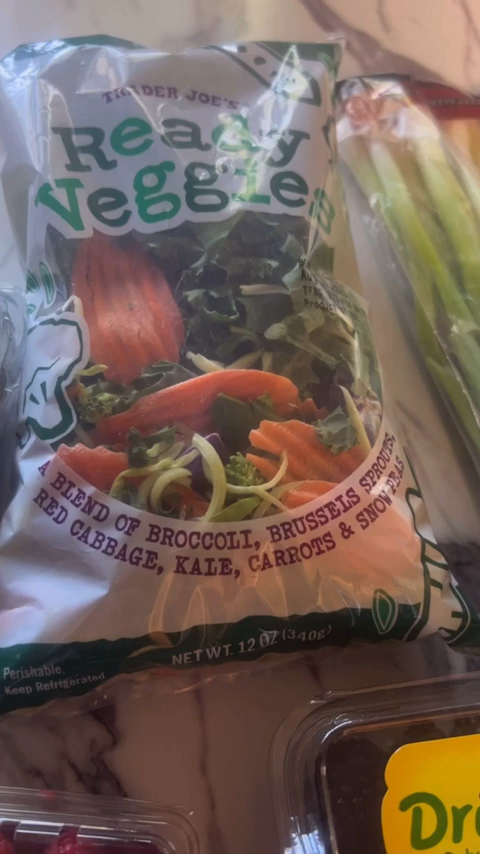 TRADER JOE'S
Ready
Veggies
A BLEND OF BROCCOLI, BRUSSELS SPROUTS,
RED CABBAGE, KALE, CARROTS & SNOW PEAS
NET WT. 12 OZ (340g)
Perishable.
Keep Refrigerated
Dri